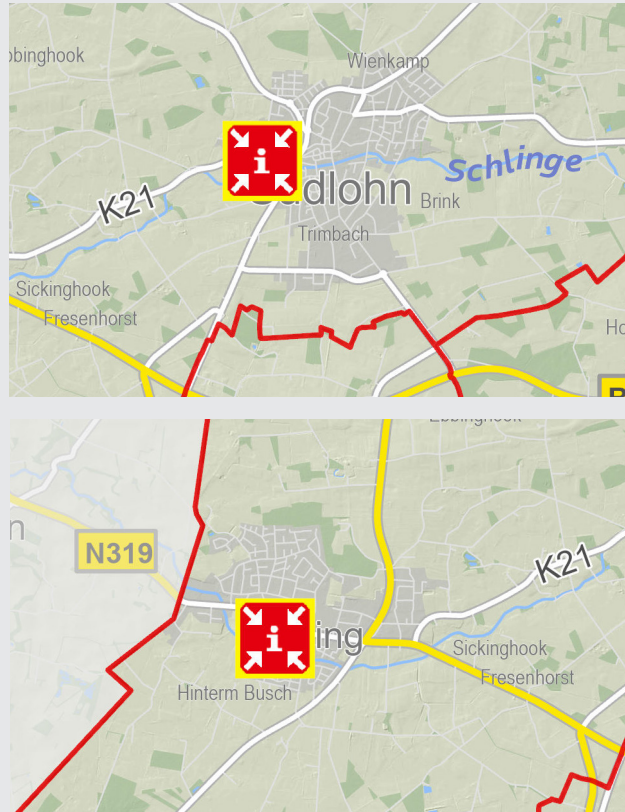 Wienkamp
Schlinge
dlohn
Brink
K21
Trimbach
Sickinghook
Fresenhorst
N319
K21
ing
Sickinghook
Fresenhorst
Hinterm Busch